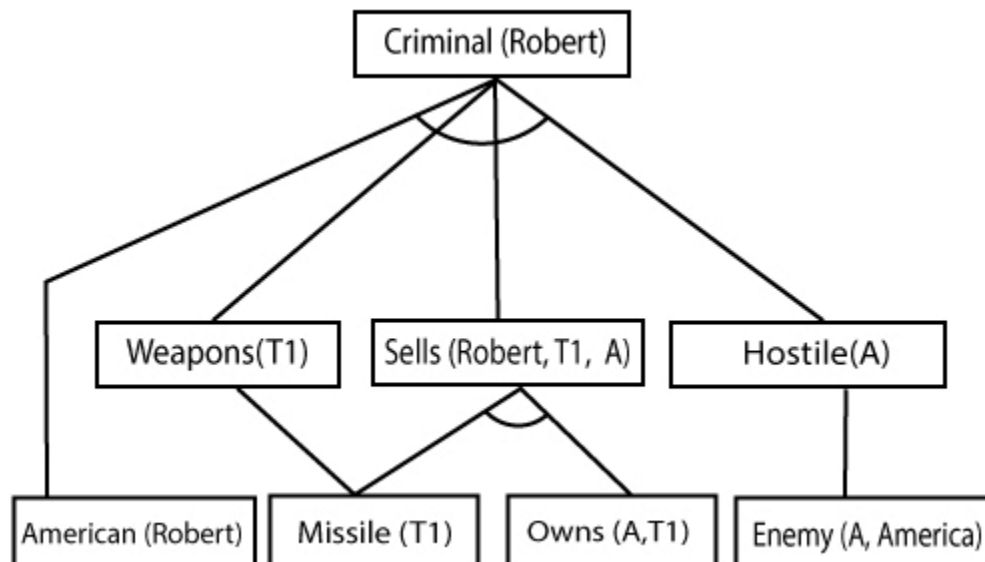 Criminal (Robert)
Weapons(T1)
Sells (Robert, T1, A)
Hostile(A)
American (Robert)
Missile (T1)
Owns (A,T1)
Enemy (A, America)